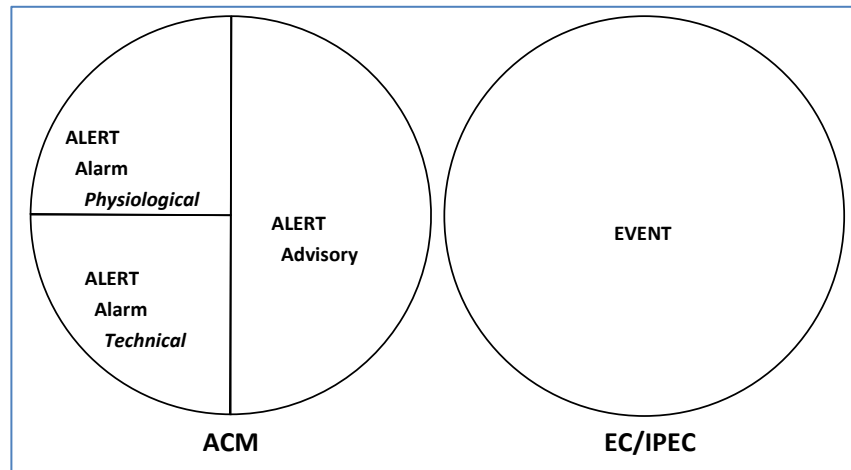 ALERT
Alarm
Physiological
ALERT
Alarm
Technical
ALERT
Advisory
EVENT
ACM
EC/IPEC